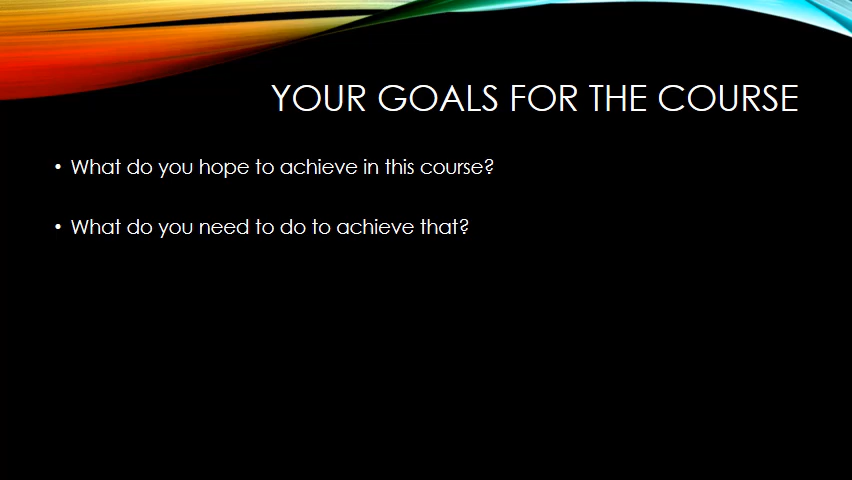 YOUR GOALS FOR THE COURSE
• What do you hope to achieve in this course?
• What do you need to do to achieve that?